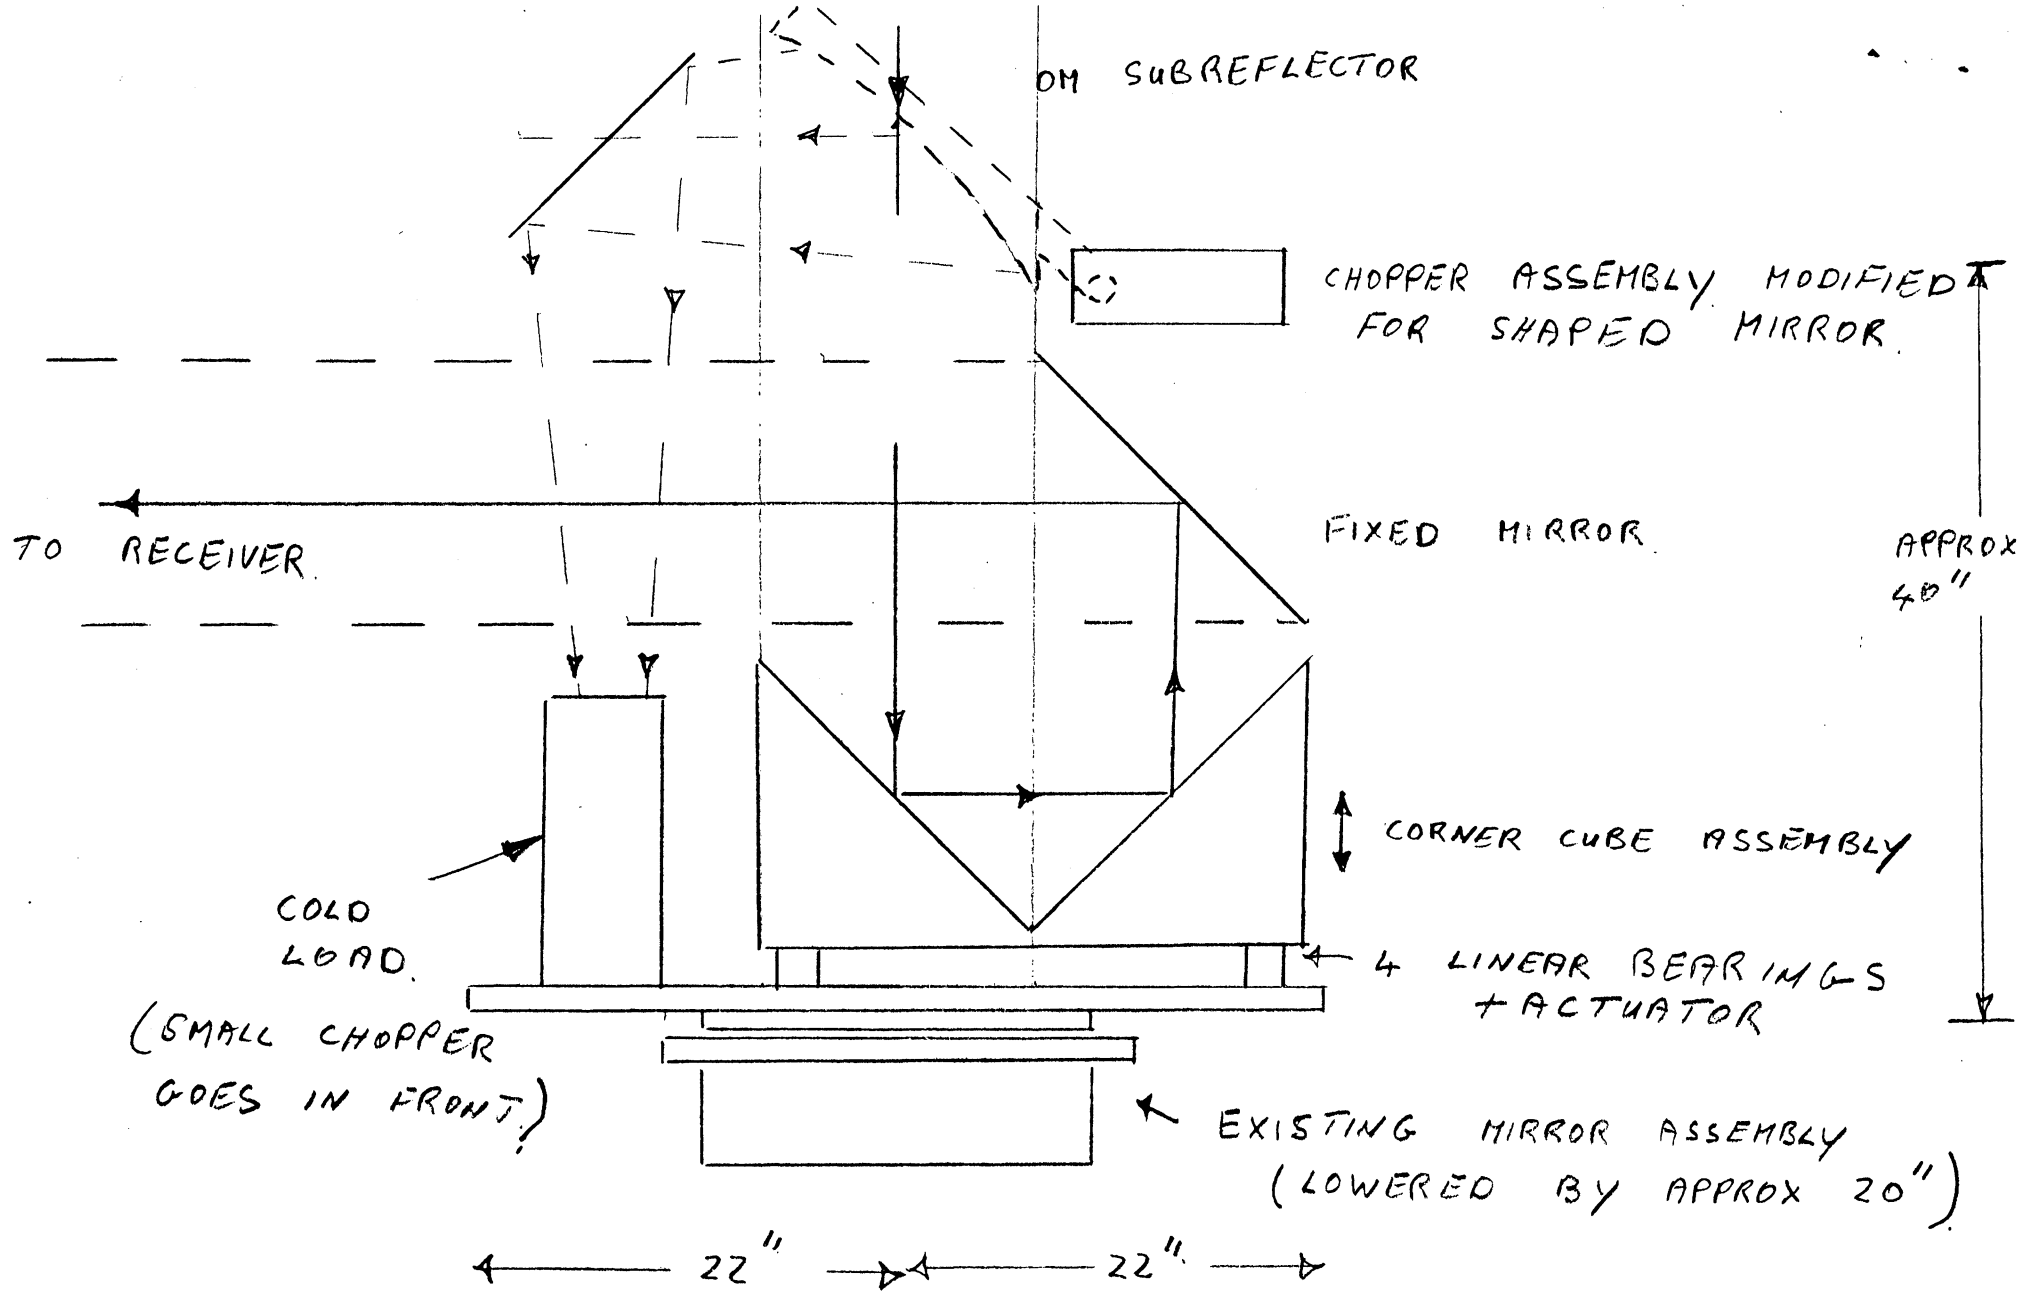 OM SUBREFLECTOR
CHOPPER ASSEMBLY MODIFIED
FOR SHAPED MIRROR.
TO RECEIVER.
FIXED MIRROR.
APPROX
40"
CORNER CUBE ASSEMBLY
COLD
LOAD.
4 LINEAR BEARINGS
+ ACTUATOR
(SMALL CHOPPER
GOES IN FRONT.)
EXISTING MIRROR ASSEMBLY
(LOWERED BY APPROX 20").
22" 22".